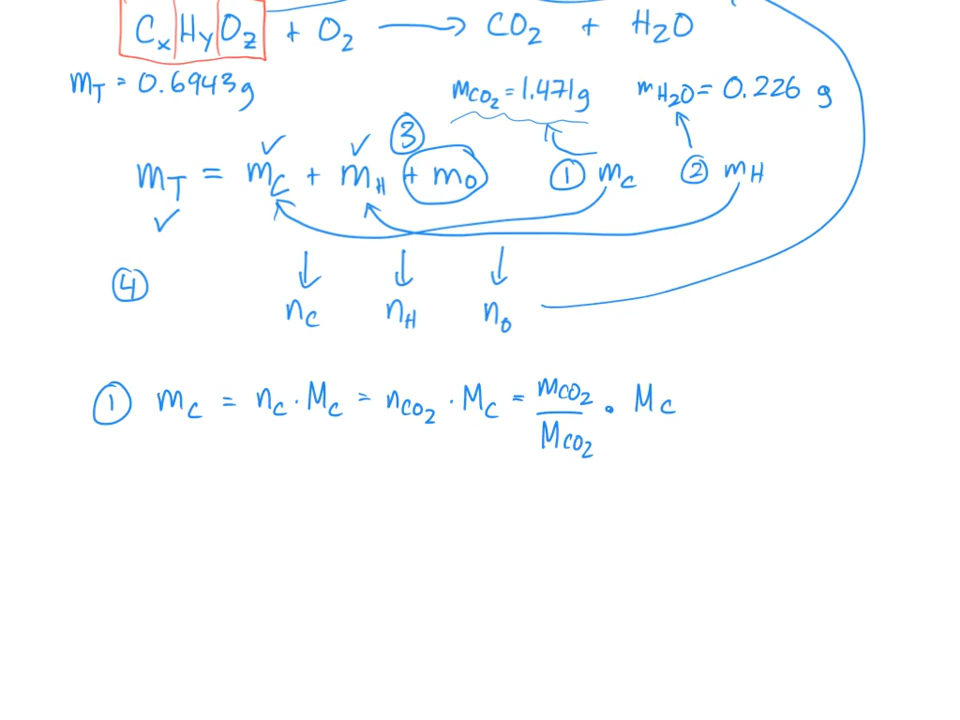 CxHyOz + O2 → CO2 + H2O
mT = 0.6943g mCO2 = 1.471g mH2O = 0.226 g
③
mT = mC + mH + mO ① mC ② mH
④ nC nH nO
① mC = nC · MC = nCO2 · MC = mCO2 / MCO2 · MC